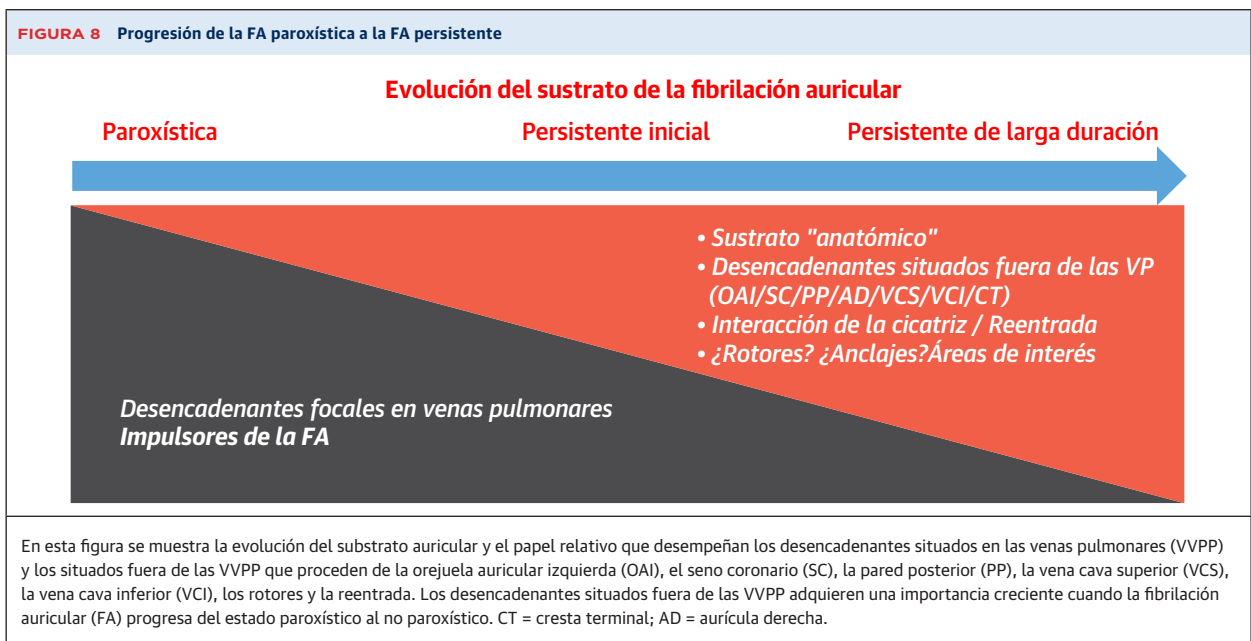 FIGURA 8 Progresión de la FA paroxística a la FA persistente
Evolución del sustrato de la fibrilación auricular
Paroxística Persistente inicial Persistente de larga duración
• Sustrato "anatómico"
• Desencadenantes situados fuera de las VP
(OAI/SC/PP/AD/VCS/VCI/CT)
• Interacción de la cicatriz / Reentrada
• ¿Rotores? ¿Anclajes?Áreas de interés
Desencadenantes focales en venas pulmonares
Impulsores de la FA
En esta figura se muestra la evolución del substrato auricular y el papel relativo que desempeñan los desencadenantes situados en las venas pulmonares (VVPP)
y los situados fuera de las VVPP que proceden de la orejuela auricular izquierda (OAI), el seno coronario (SC), la pared posterior (PP), la vena cava superior (VCS),
la vena cava inferior (VCI), los rotores y la reentrada. Los desencadenantes situados fuera de las VVPP adquieren una importancia creciente cuando la fibrilación
auricular (FA) progresa del estado paroxístico al no paroxístico. CT = cresta terminal; AD = aurícula derecha.